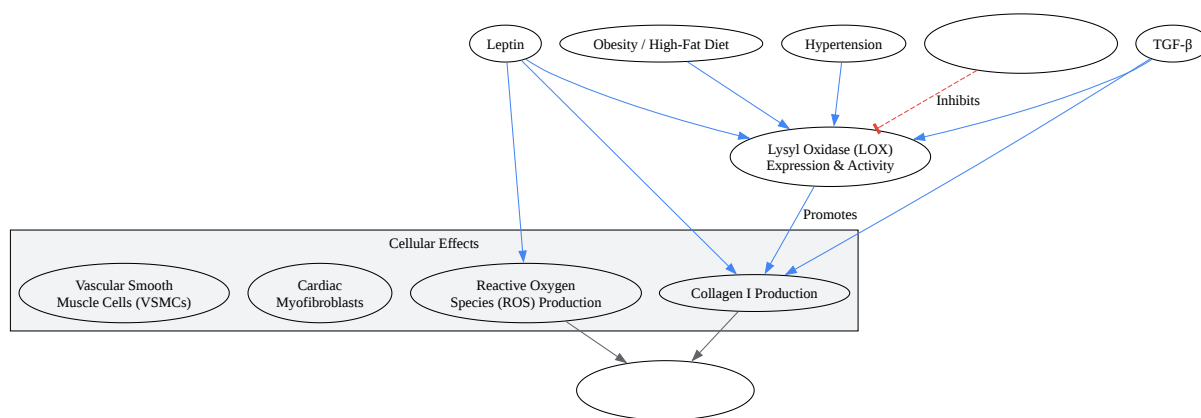 Leptin
Obesity / High-Fat Diet
Hypertension
TGF-β
Inhibits
Lysyl Oxidase (LOX)
Expression & Activity
Promotes
Cellular Effects
Vascular Smooth
Muscle Cells (VSMCs)
Cardiac
Myofibroblasts
Reactive Oxygen
Species (ROS) Production
Collagen I Production